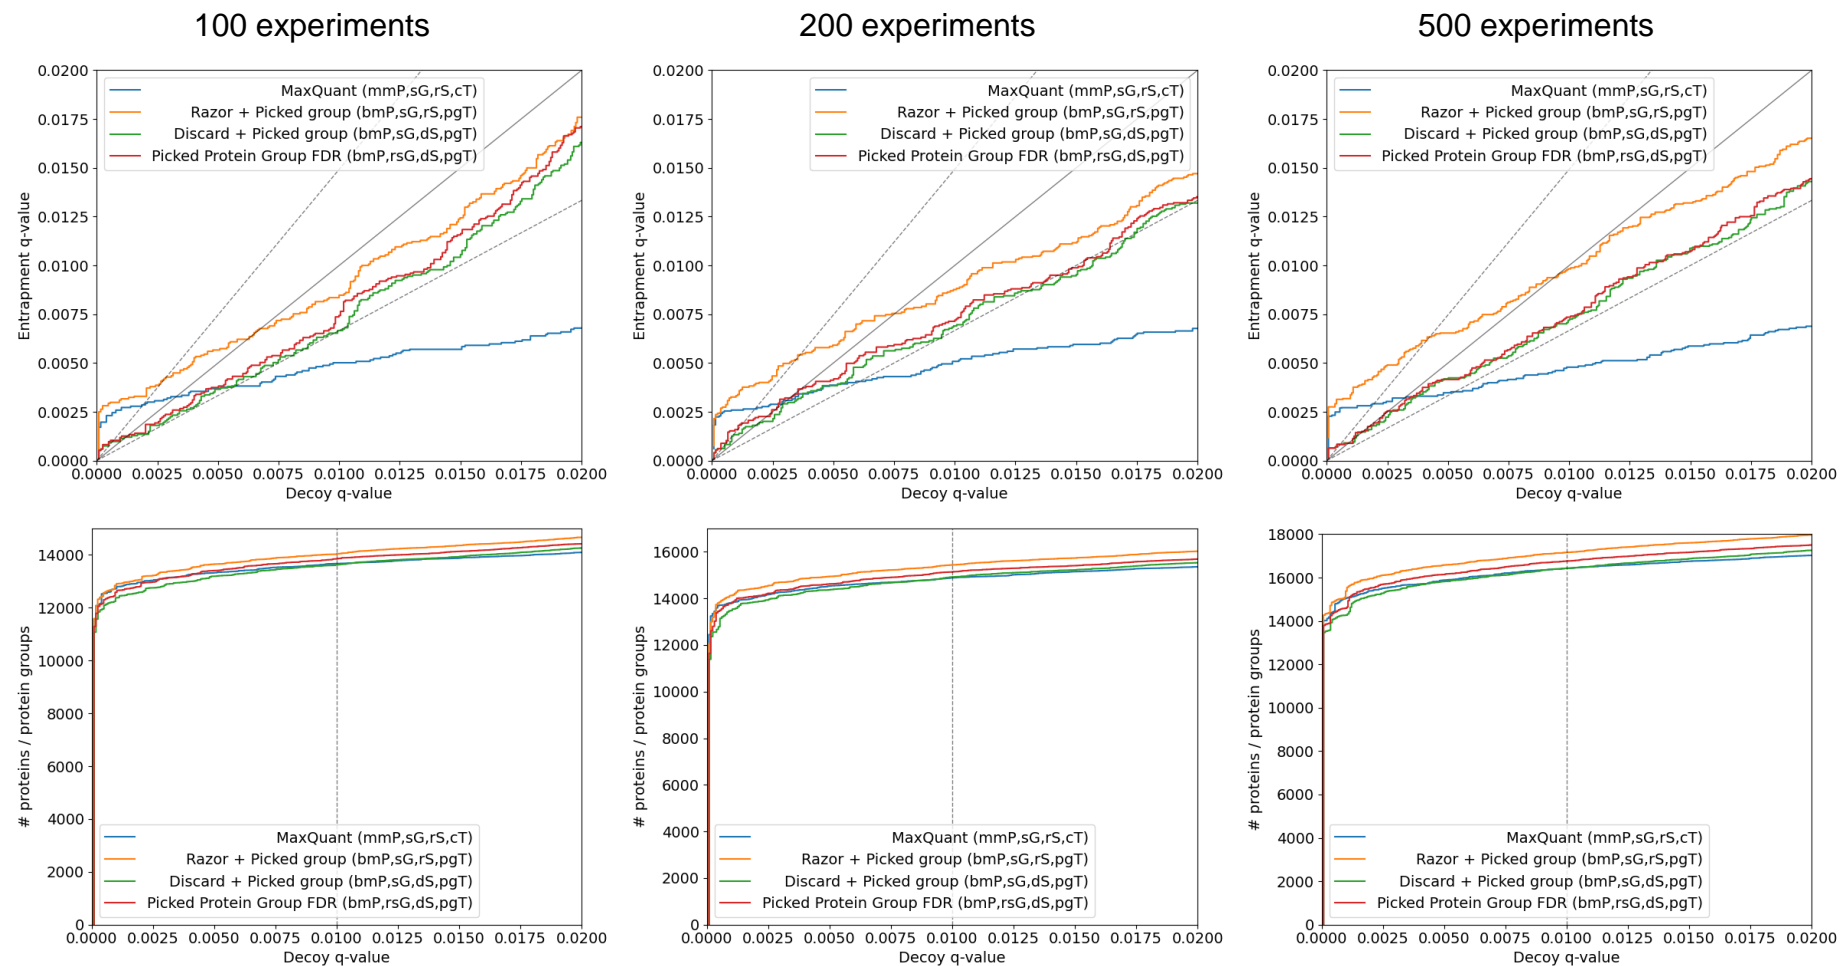 100 experiments
200 experiments
500 experiments
0.0200
0.0175
0.0150
0.0125
0.0100
0.0075
0.0050
0.0025
0.0000
Entrapment q-value
MaxQuant (mmP,sG,rS,cT)
Razor + Picked group (bmP,sG,rS,pgT)
Discard + Picked group (bmP,sG,dS,pgT)
Picked Protein Group FDR (bmP,rsG,dS,pgT)
0.0000 0.0025 0.0050 0.0075 0.0100 0.0125 0.0150 0.0175 0.0200
Decoy q-value
0.0200
0.0175
0.0150
0.0125
0.0100
0.0075
0.0050
0.0025
0.0000
Entrapment q-value
MaxQuant (mmP,sG,rS,cT)
Razor + Picked group (bmP,sG,rS,pgT)
Discard + Picked group (bmP,sG,dS,pgT)
Picked Protein Group FDR (bmP,rsG,dS,pgT)
0.0000 0.0025 0.0050 0.0075 0.0100 0.0125 0.0150 0.0175 0.0200
Decoy q-value
0.0200
0.0175
0.0150
0.0125
0.0100
0.0075
0.0050
0.0025
0.0000
Entrapment q-value
MaxQuant (mmP,sG,rS,cT)
Razor + Picked group (bmP,sG,rS,pgT)
Discard + Picked group (bmP,sG,dS,pgT)
Picked Protein Group FDR (bmP,rsG,dS,pgT)
0.0000 0.0025 0.0050 0.0075 0.0100 0.0125 0.0150 0.0175 0.0200
Decoy q-value
14000
12000
10000
8000
6000
4000
2000
0
# proteins / protein groups
MaxQuant (mmP,sG,rS,cT)
Razor + Picked group (bmP,sG,rS,pgT)
Discard + Picked group (bmP,sG,dS,pgT)
Picked Protein Group FDR (bmP,rsG,dS,pgT)
0.0000 0.0025 0.0050 0.0075 0.0100 0.0125 0.0150 0.0175 0.0200
Decoy q-value
16000
14000
12000
10000
8000
6000
4000
2000
0
# proteins / protein groups
MaxQuant (mmP,sG,rS,cT)
Razor + Picked group (bmP,sG,rS,pgT)
Discard + Picked group (bmP,sG,dS,pgT)
Picked Protein Group FDR (bmP,rsG,dS,pgT)
0.0000 0.0025 0.0050 0.0075 0.0100 0.0125 0.0150 0.0175 0.0200
Decoy q-value
18000
16000
14000
12000
10000
8000
6000
4000
2000
0
# proteins / protein groups
MaxQuant (mmP,sG,rS,cT)
Razor + Picked group (bmP,sG,rS,pgT)
Discard + Picked group (bmP,sG,dS,pgT)
Picked Protein Group FDR (bmP,rsG,dS,pgT)
0.0000 0.0025 0.0050 0.0075 0.0100 0.0125 0.0150 0.0175 0.0200
Decoy q-value